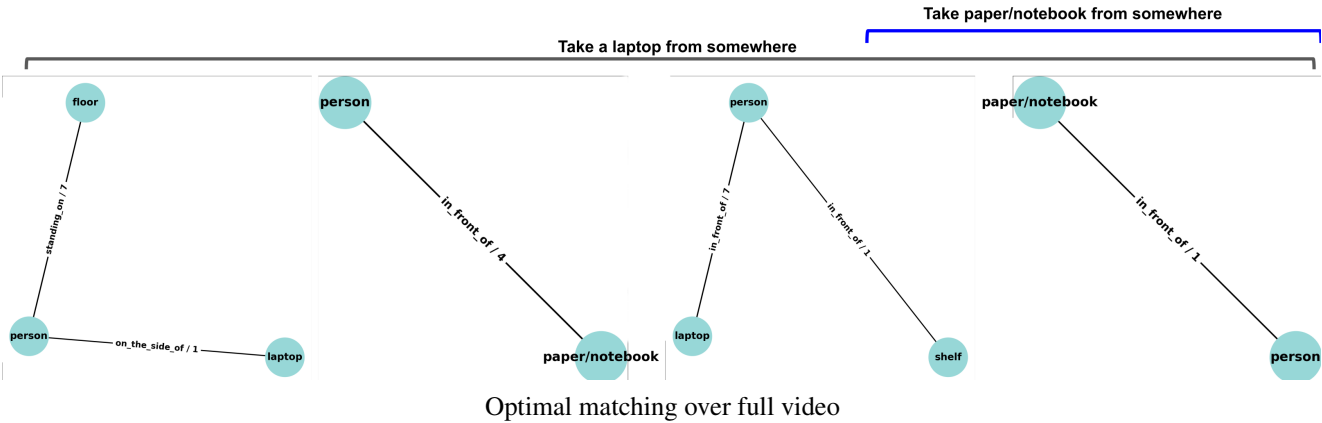 Take paper/notebook from somewhere
Take a laptop from somewhere
floor
standing_on / 7
person
on_the_side_of / 1
laptop
person
in_front_of / 4
paper/notebook
person
in_front_of / 7
in_front_of / 1
laptop
shelf
paper/notebook
in_front_of / 1
person
Optimal matching over full video